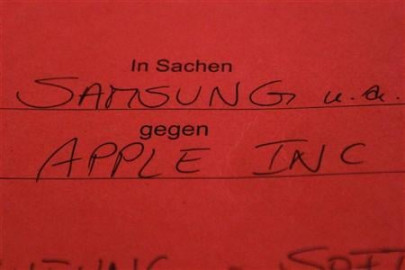 In Sachen
SAMSUNG u.a.
gegen
APPLE INC